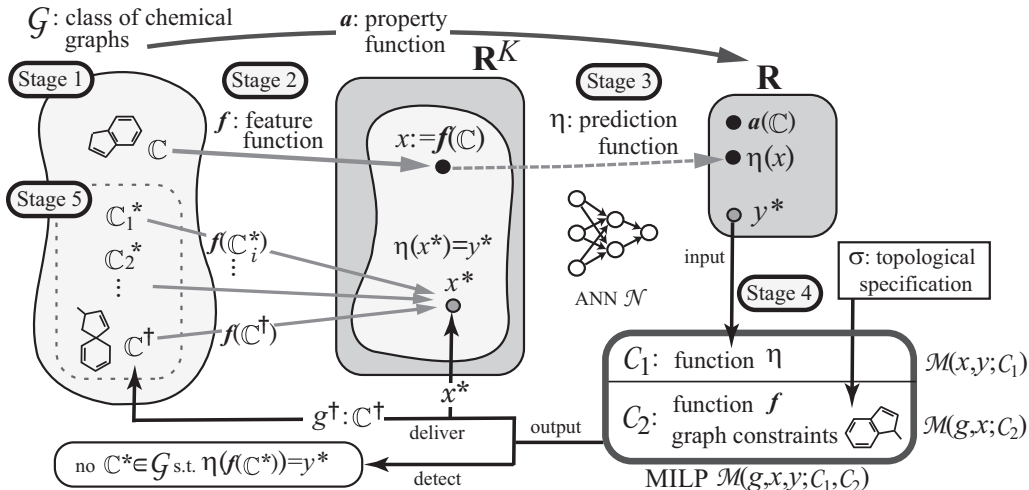 𝒢: class of chemical
graphs
a: property
function
Stage 1
Stage 2
R^K
Stage 3
R
f: feature
function
x:=f(ℂ)
η: prediction
function
a(ℂ)
η(x)
ℂ
Stage 5
ℂ₁*
ℂ₂*
⋮
f(ℂᵢ*)
⋮
η(x*)=y*
x*
y*
ANN 𝒩
input
Stage 4
σ: topological
specification
ℂ†
f(ℂ†)
C₁: function η
ℳ(x,y;C₁)
C₂: function f
graph constraints
ℳ(g,x;C₂)
x*
g†:ℂ†
deliver
output
detect
no ℂ*∈𝒢 s.t. η(f(ℂ*))=y*
MILP ℳ(g,x,y;C₁,C₂)